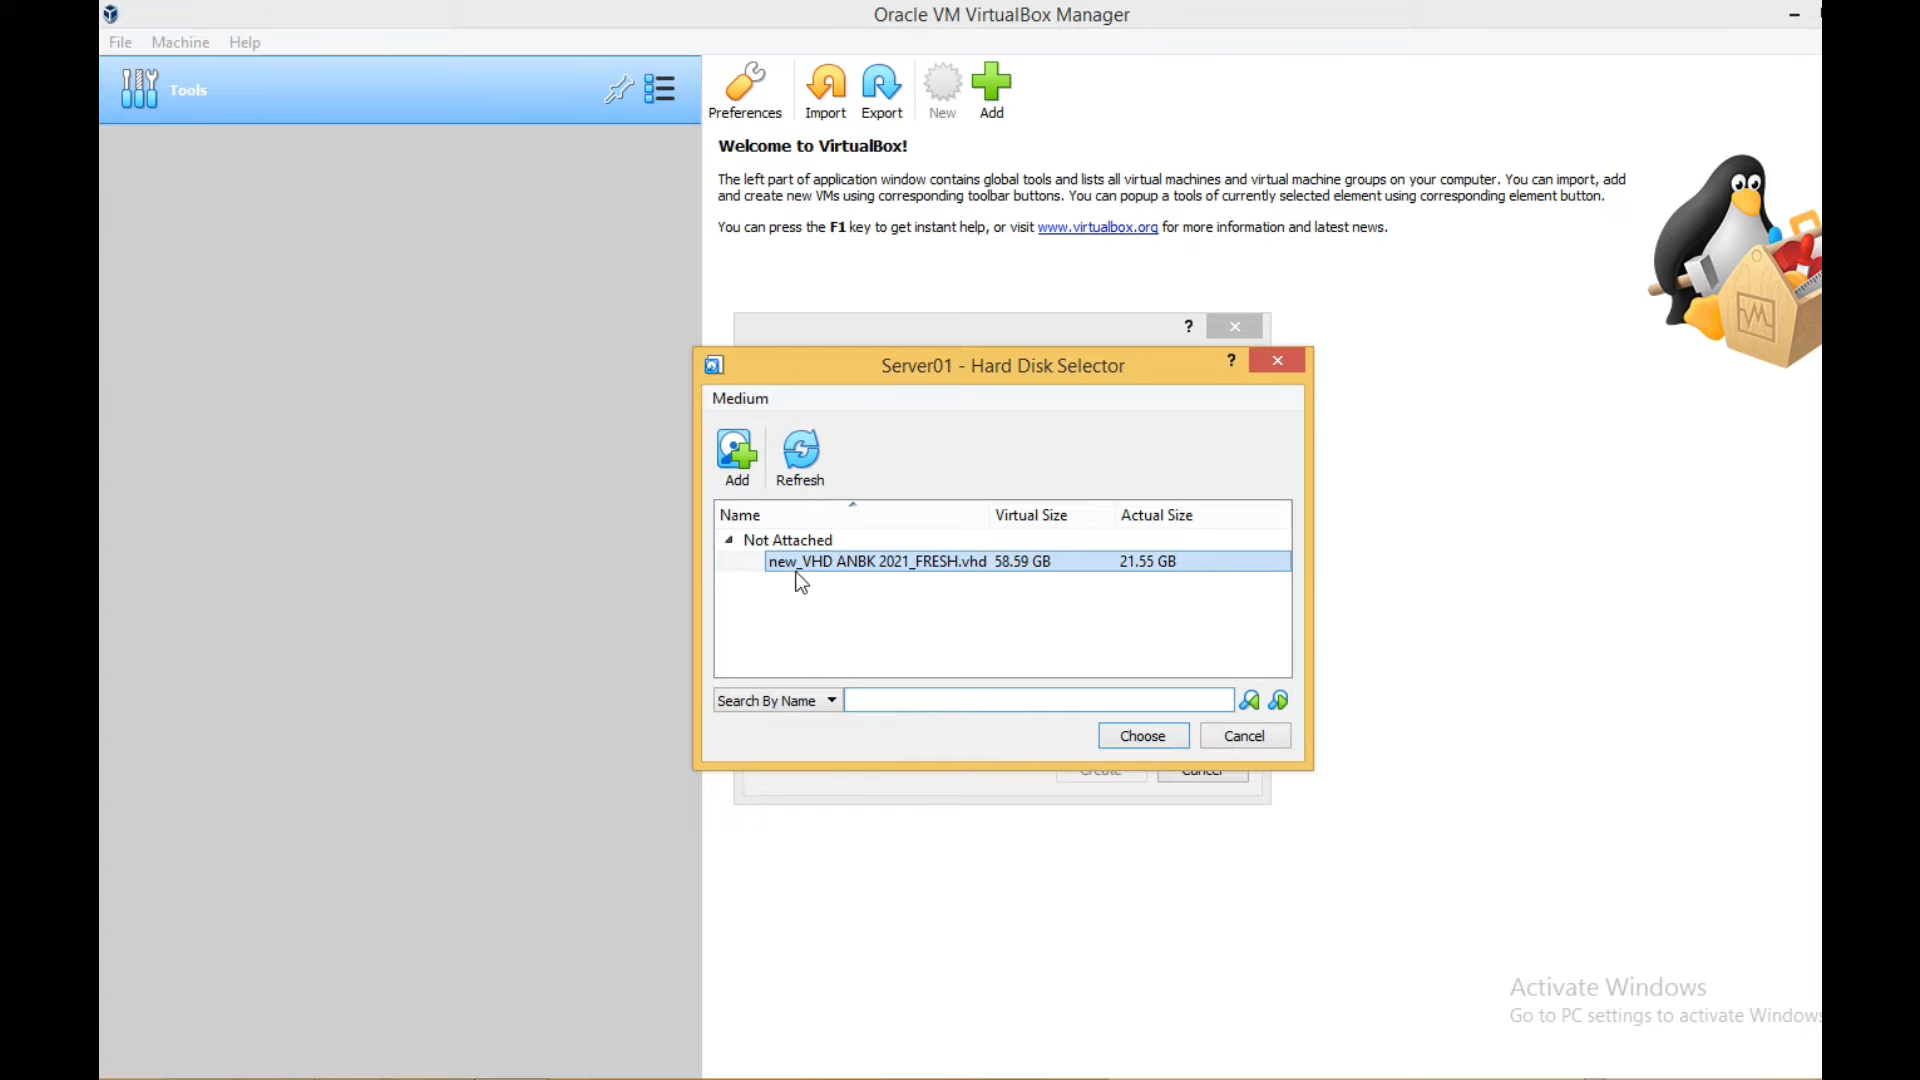 Oracle VM VirtualBox Manager
File Machine Help
Tools
Preferences Import Export New Add
Welcome to VirtualBox!
The left part of application window contains global tools and lists all virtual machines and virtual machine groups on your computer. You can import, add
and create new VMs using corresponding toolbar buttons. You can popup a tools of currently selected element using corresponding element button.
You can press the F1 key to get instant help, or visit www.virtualbox.org for more information and latest news.
?
Server01 - Hard Disk Selector ?
Medium
Add Refresh
Name Virtual Size Actual Size
Not Attached
new_VHD ANBK 2021_FRESH.vhd 58.59 GB 21.55 GB
Search By Name
Choose Cancel
Create Cancel
Activate Windows
Go to PC settings to activate Windows